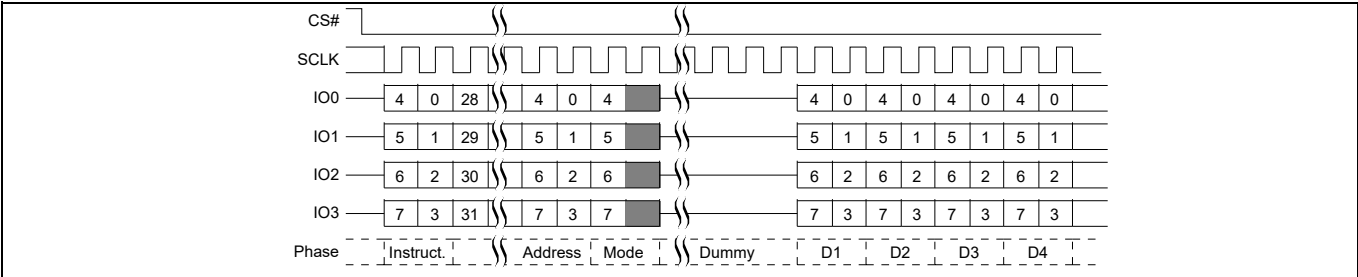 CS#
SCLK
IO0 4 0 28 4 0 4 4 0 4 0 4 0 4 0
IO1 5 1 29 5 1 5 5 1 5 1 5 1 5 1
IO2 6 2 30 6 2 6 6 2 6 2 6 2 6 2
IO3 7 3 31 7 3 7 7 3 7 3 7 3 7 3
Phase Instruct. Address Mode Dummy D1 D2 D3 D4